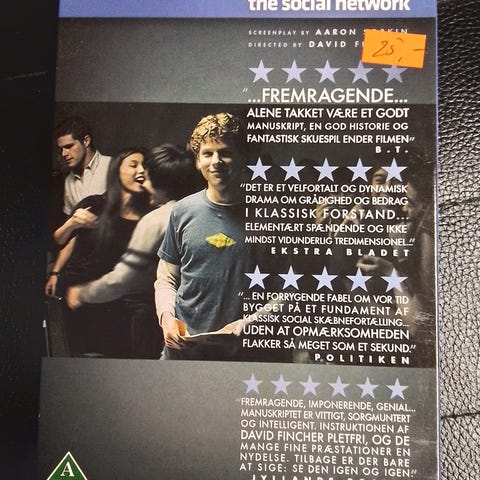 the social network
SCREENPLAY BY AARON
DIRECTED BY DAVID
25,-
"...FREMRAGENDE...
ALENE TAKKET VÆRE ET GODT
MANUSKRIPT, EN GOD HISTORIE OG
FANTASTISK SKUESPIL ENDER FILMEN"
B.T.
"DET ER ET VELFORTALT OG DYNAMISK
DRAMA OM GRÅDIGHED OG BEDRAG
I KLASSISK FORSTAND...
ELEMENTÆRT SPÆNDENDE OG IKKE
MINDST VIDUNDERLIG TREDIMENSIONEL..."
EKSTRA BLADET
"... EN FORRYGENDE FABEL OM VOR TID
BYGGET PÅ ET FUNDAMENT AF
KLASSISK SOCIAL SKÆBNEFORTÆLLING...
UDEN AT OPMÆRKSOMHEDEN
FLAKKER SÅ MEGET SOM ET SEKUND."
POLITIKEN
"FREMRAGENDE, IMPONERENDE, GENIAL...
MANUSKRIPTET ER VITTIGT, SORGMUNTERT
OG INTELLIGENT. INSTRUKTIONEN AF
DAVID FINCHER PLETFRI, OG DE
MANGE FINE PRÆSTATIONER EN
NYDELSE. TILBAGE ER DER BARE
AT SIGE: SE DEN IGEN OG IGEN."
A